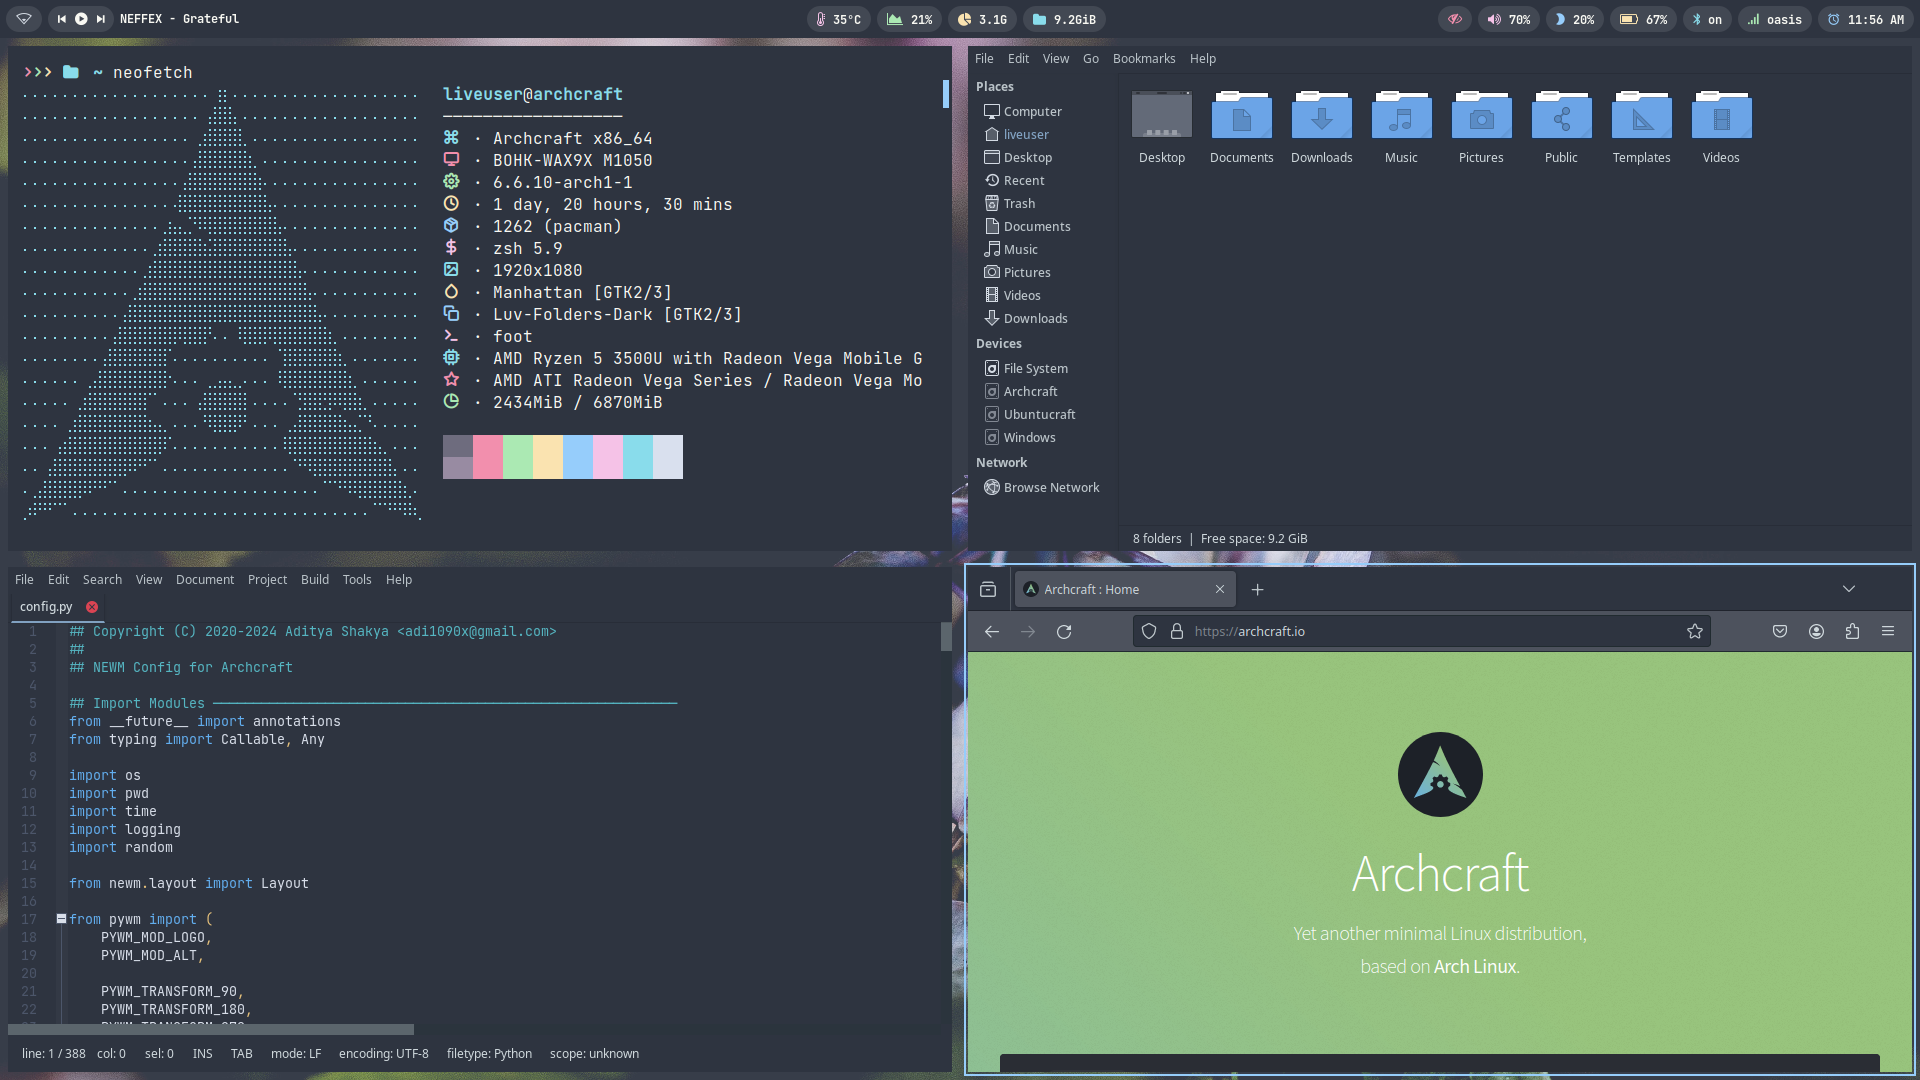 NEFFEX - Grateful
35°C
21%
3.1G
9.2GiB
70%
20%
67%
on
oasis
11:56 AM
~ neofetch
liveuser@archcraft
· Archcraft x86_64
· BOHK-WAX9X M1050
· 6.6.10-arch1-1
· 1 day, 20 hours, 30 mins
· 1262 (pacman)
· zsh 5.9
· 1920x1080
· Manhattan [GTK2/3]
· Luv-Folders-Dark [GTK2/3]
· foot
· AMD Ryzen 5 3500U with Radeon Vega Mobile G
· AMD ATI Radeon Vega Series / Radeon Vega Mo
· 2434MiB / 6870MiB
File Edit View Go Bookmarks Help
Places
Computer
liveuser
Desktop
Recent
Trash
Documents
Music
Pictures
Videos
Downloads
Devices
File System
Archcraft
Ubuntucraft
Windows
Network
Browse Network
Desktop Documents Downloads Music Pictures Public Templates Videos
8 folders | Free space: 9.2 GiB
File Edit Search View Document Project Build Tools Help
config.py
1 ## Copyright (C) 2020-2024 Aditya Shakya <adi1090x@gmail.com>
2 ##
3 ## NEWM Config for Archcraft
4
5 ## Import Modules
6 from __future__ import annotations
7 from typing import Callable, Any
8
9 import os
10 import pwd
11 import time
12 import logging
13 import random
14
15 from newm.layout import Layout
16
17 from pywm import (
18 PYWM_MOD_LOGO,
19 PYWM_MOD_ALT,
20
21 PYWM_TRANSFORM_90,
22 PYWM_TRANSFORM_180,
line: 1 / 388 col: 0 sel: 0 INS TAB mode: LF encoding: UTF-8 filetype: Python scope: unknown
Archcraft : Home
https://archcraft.io
Archcraft
Yet another minimal Linux distribution,
based on Arch Linux.